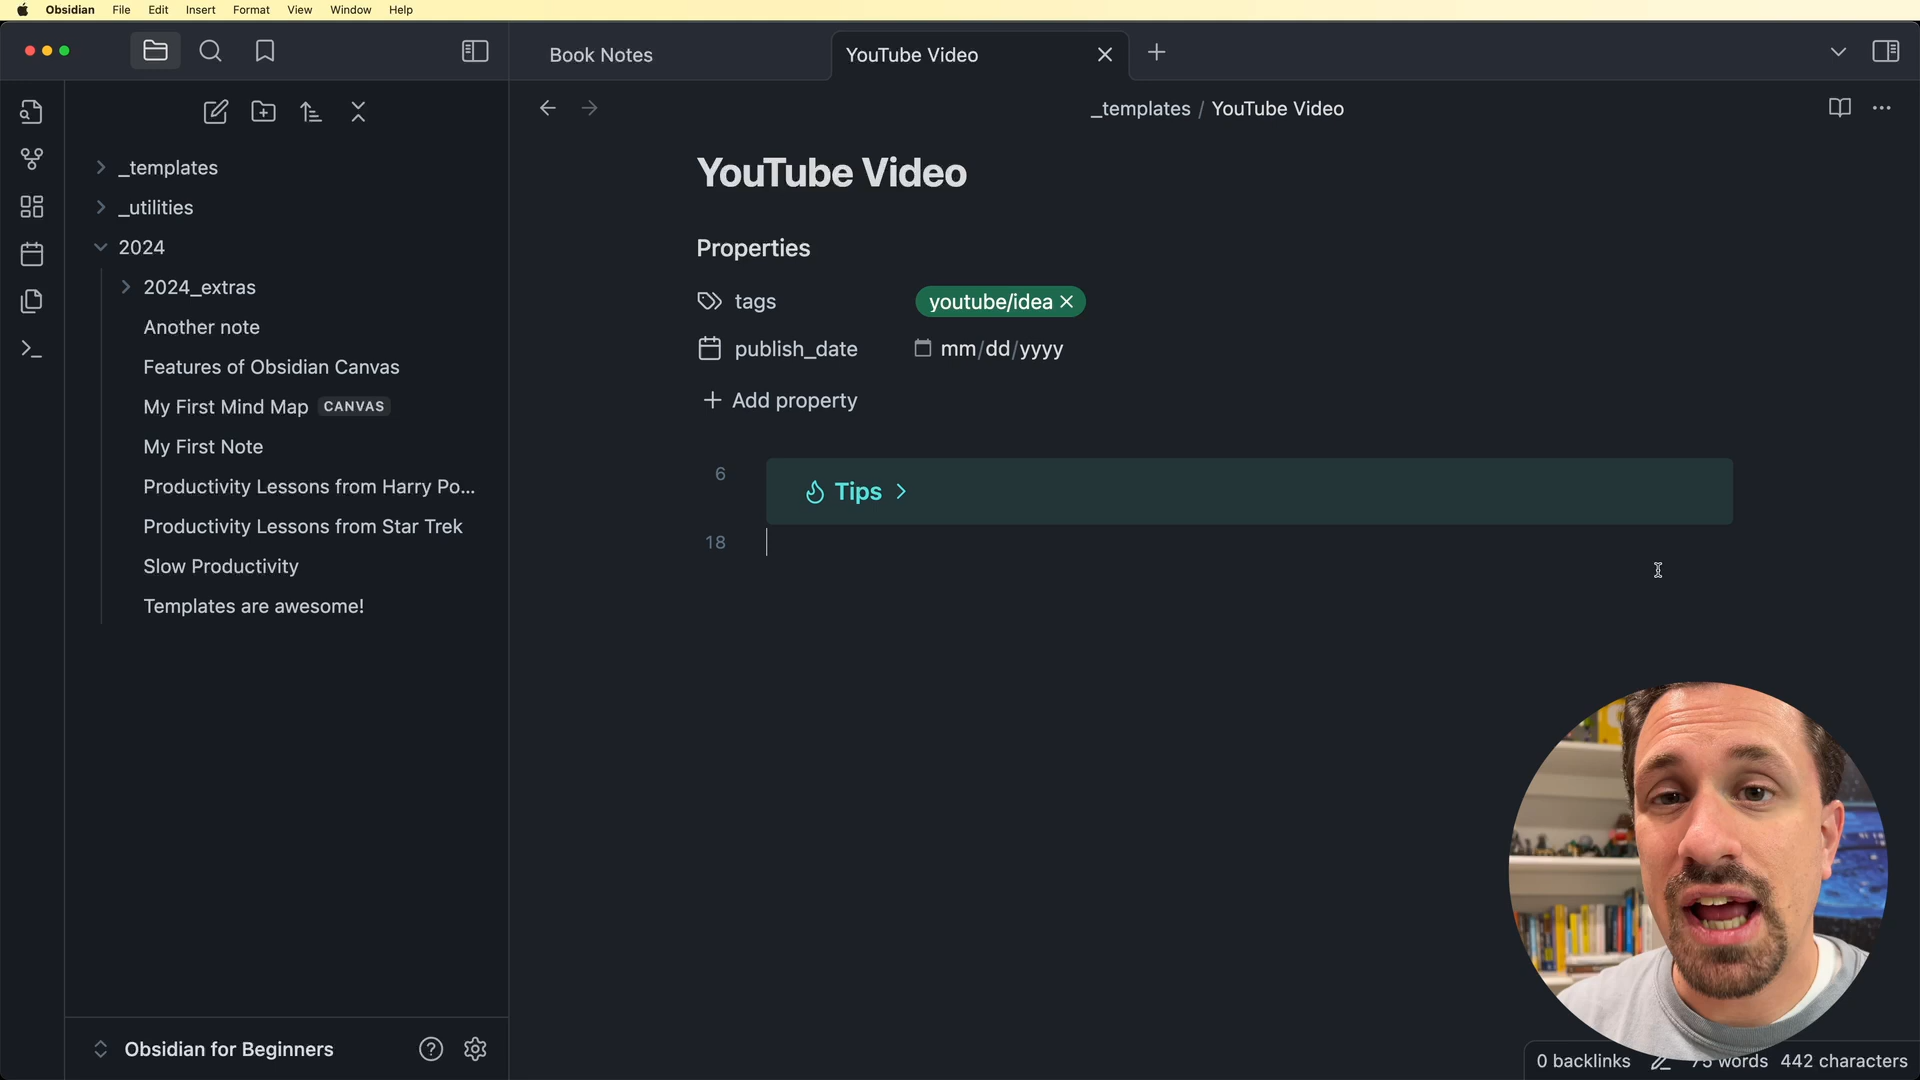 Obsidian File Edit Insert Format View Window Help
Book Notes
YouTube Video
_templates / YouTube Video
_templates
_utilities
2024
2024_extras
Another note
Features of Obsidian Canvas
My First Mind Map CANVAS
My First Note
Productivity Lessons from Harry Po...
Productivity Lessons from Star Trek
Slow Productivity
Templates are awesome!
Obsidian for Beginners
YouTube Video
Properties
tags youtube/idea
publish_date mm/dd/yyyy
Add property
6 Tips
18
0 backlinks 75 words 442 characters